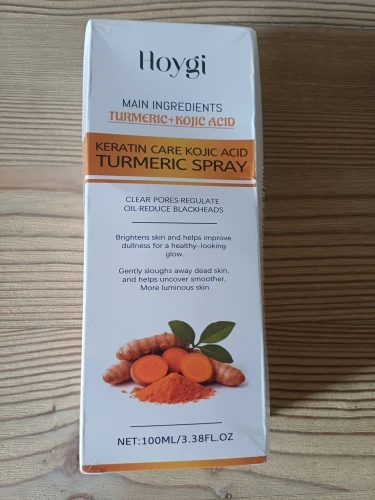 Hoygi
MAIN INGREDIENTS
TURMERIC+KOJIC ACID
KERATIN CARE KOJIC ACID
TURMERIC SPRAY
CLEAR PORES·REGULATE
OIL·REDUCE BLACKHEADS
Brightens skin and helps improve
dullness for a healthy-looking
glow.
Gently sloughs away dead skin,
and helps uncover smoother,
More luminous skin
NET:100ML/3.38FL.OZ